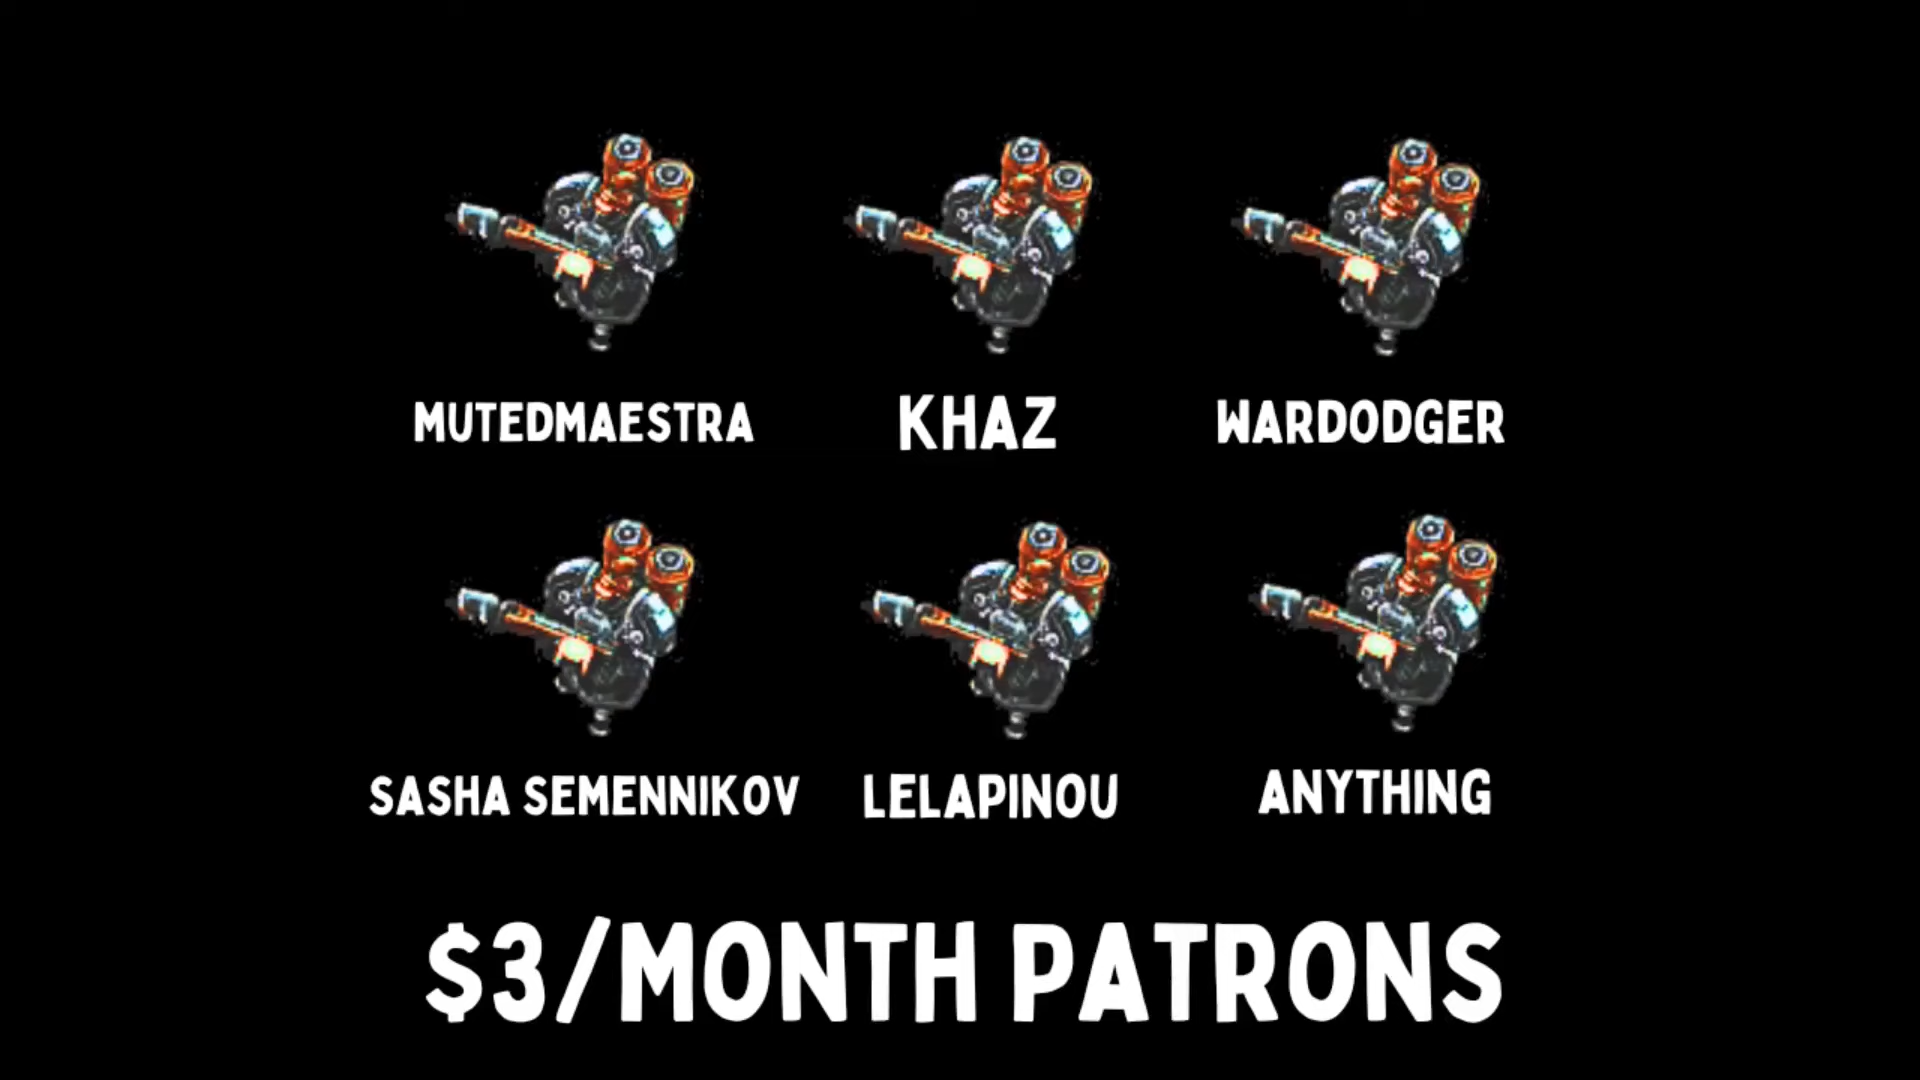 MUTEDMAESTRA
KHAZ
WARDODGER
SASHA SEMENNIKOV
LELAPINOU
ANYTHING
$3/MONTH PATRONS